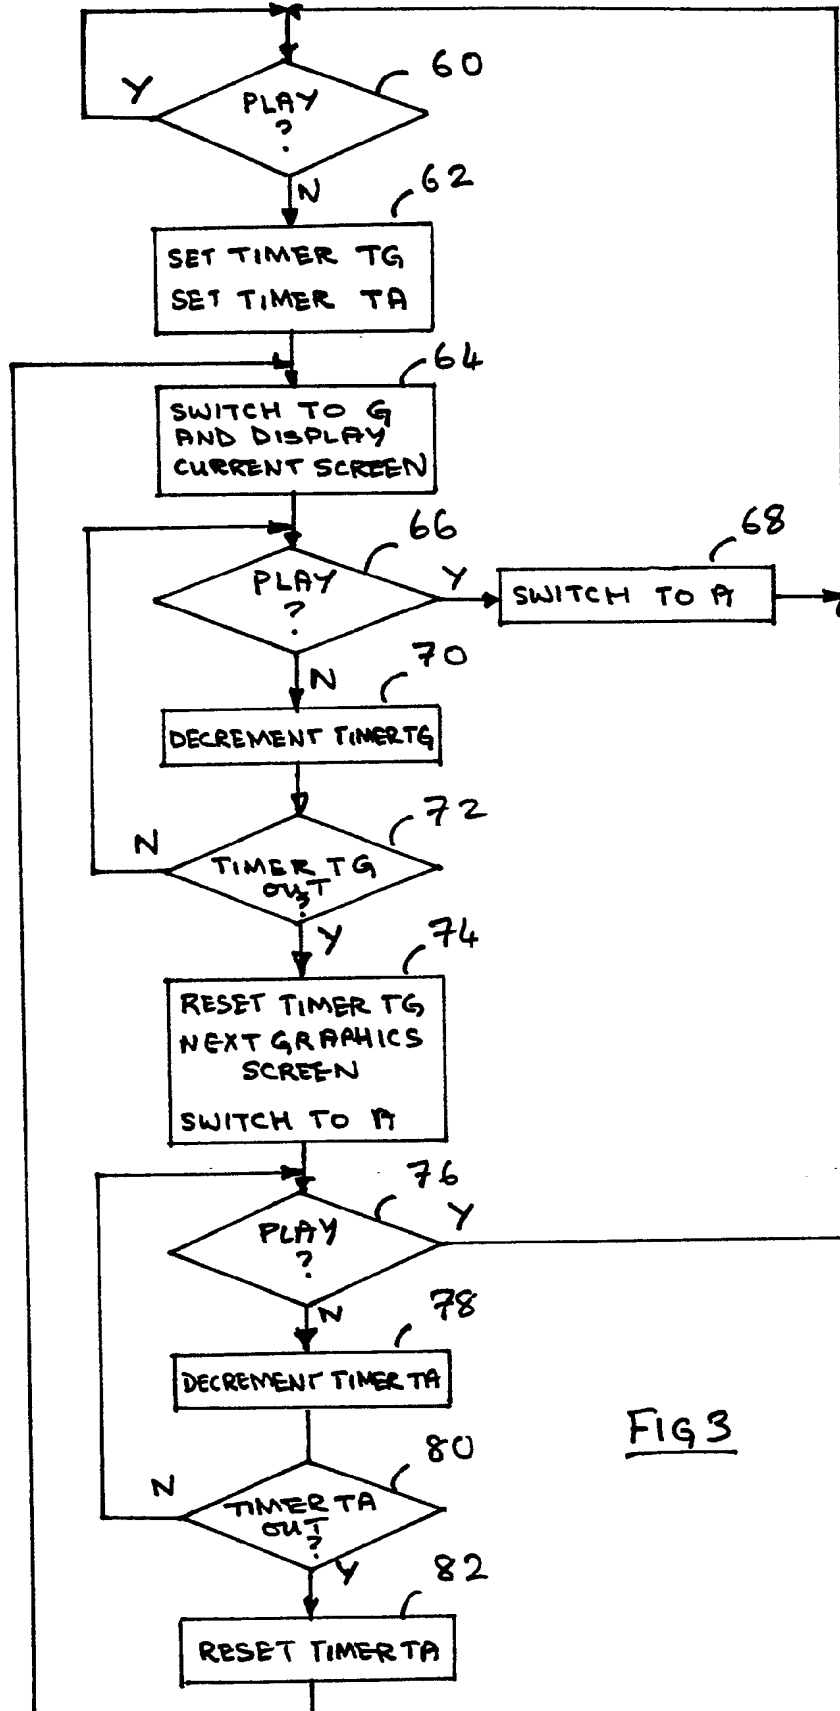 60
Y
PLAY
?
N
62
SET TIMER TG
SET TIMER TA
64
SWITCH TO G
AND DISPLAY
CURRENT SCREEN
66
68
PLAY
?
Y
SWITCH TO A
N
70
DECREMENT TIMER TG
72
N
TIMER TG
OUT
?
Y
74
RESET TIMER TG
NEXT GRAPHICS
SCREEN
SWITCH TO A
76
Y
PLAY
?
N
78
DECREMENT TIMER TA
FIG 3
80
N
TIMER TA
OUT
?
Y
82
RESET TIMER TA